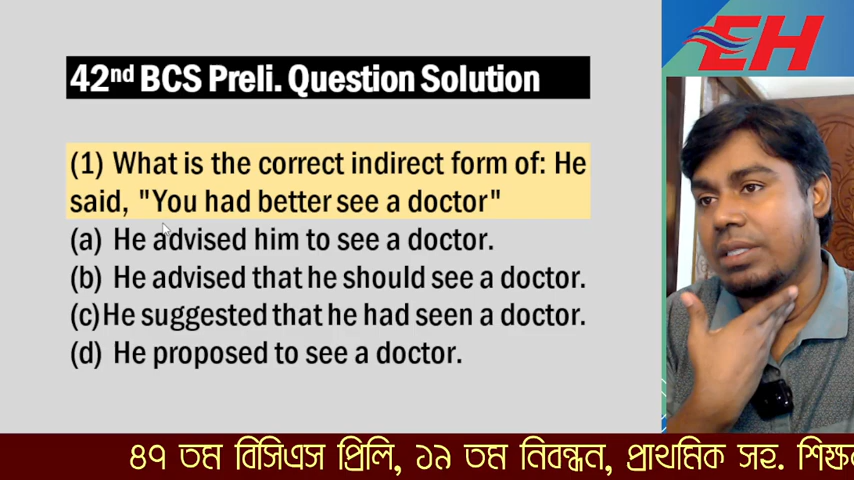 EH
42nd BCS Preli. Question Solution
(1) What is the correct indirect form of: He
said, "You had better see a doctor"
(a) He advised him to see a doctor.
(b) He advised that he should see a doctor.
(c)He suggested that he had seen a doctor.
(d) He proposed to see a doctor.
৪৭ তম বিসিএস প্রিলি, ১৯ তম নিবন্ধন, প্রাথমিক সহ. শিক্ষ